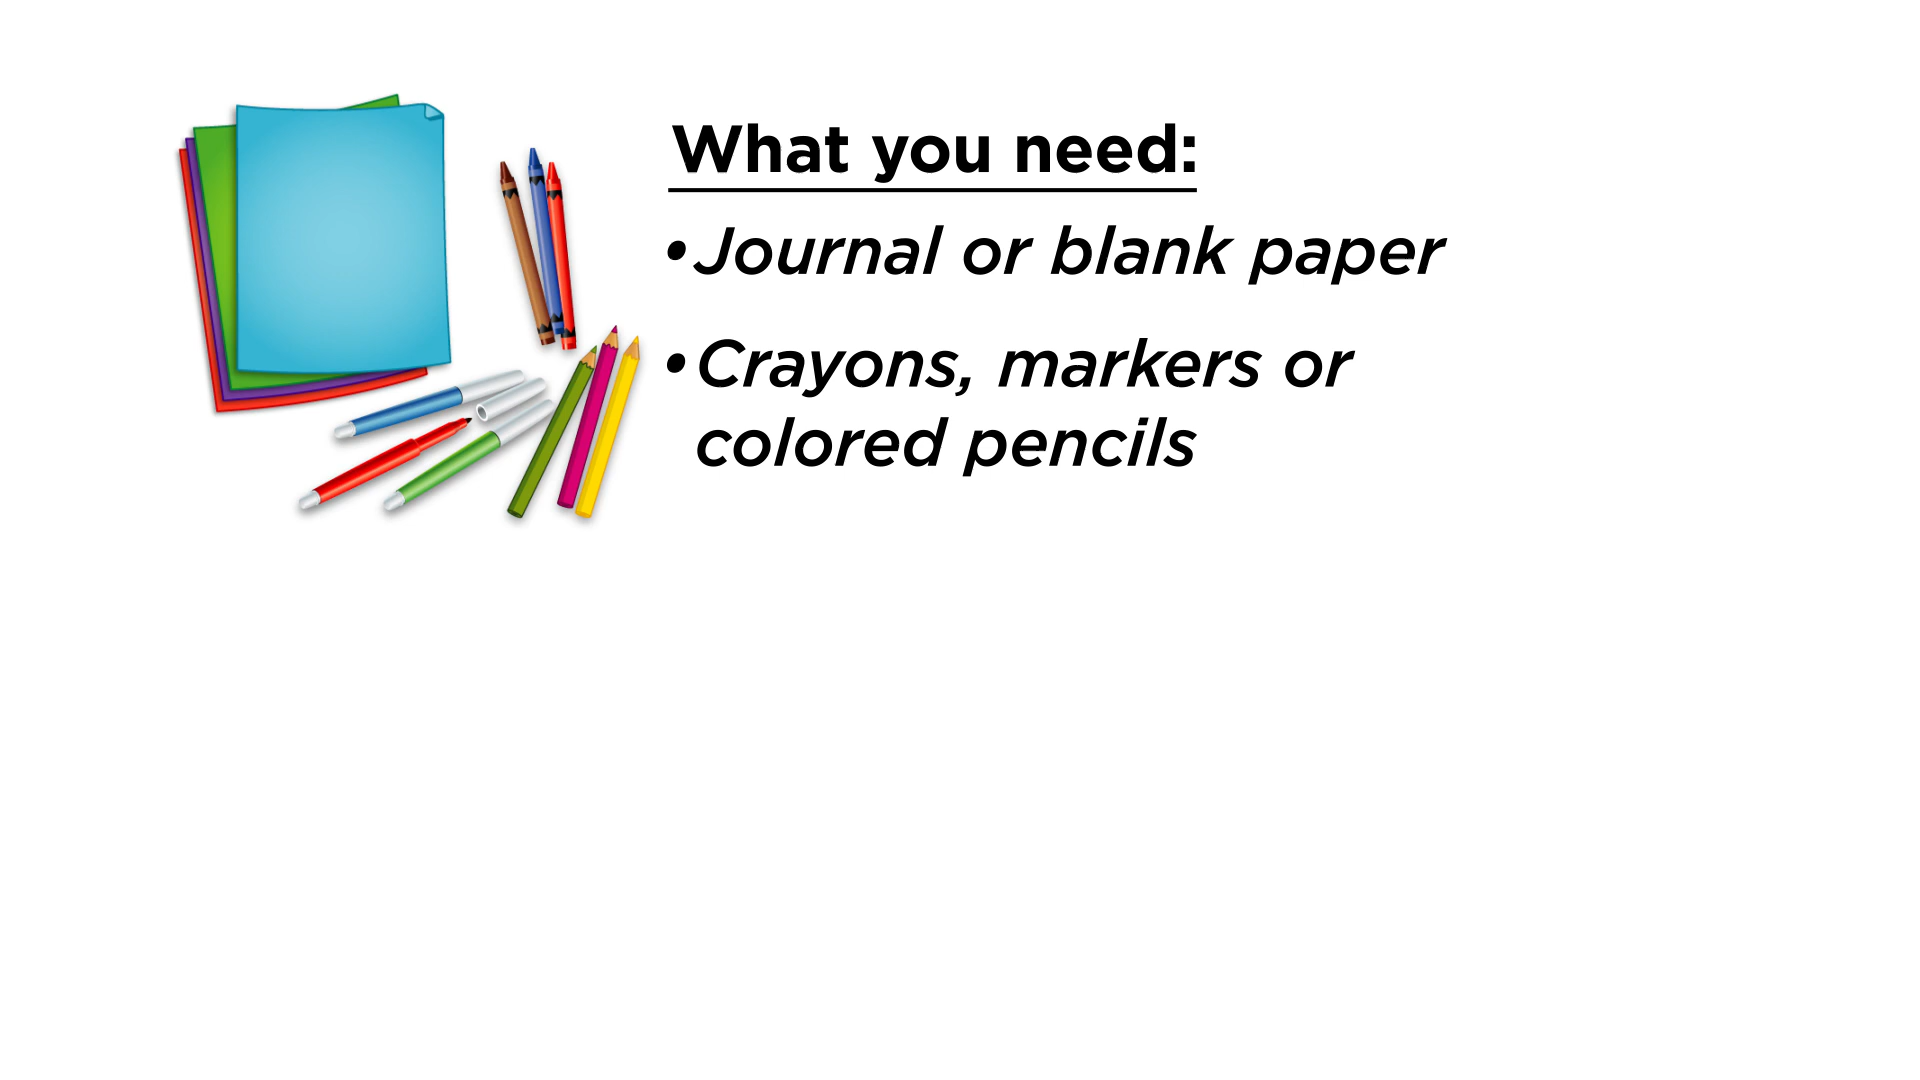 What you need:
•Journal or blank paper
•Crayons, markers or
colored pencils